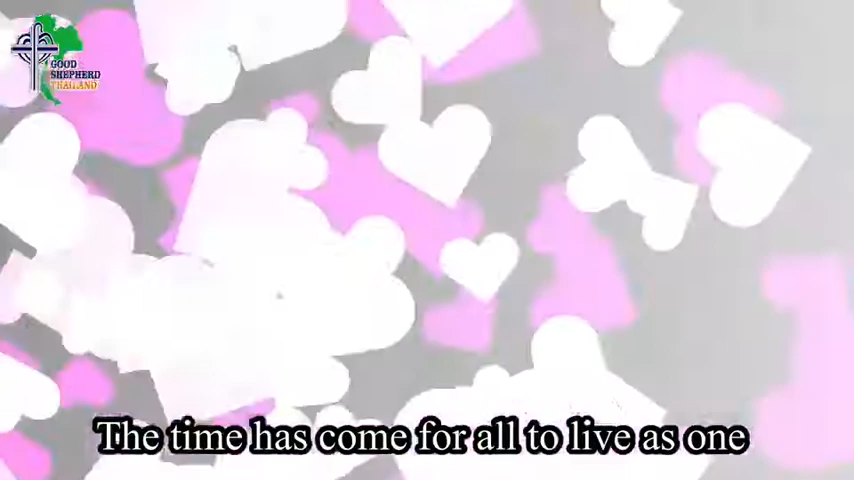 GOOD
SHEPHERD
THAILAND
The time has come for all to live as one